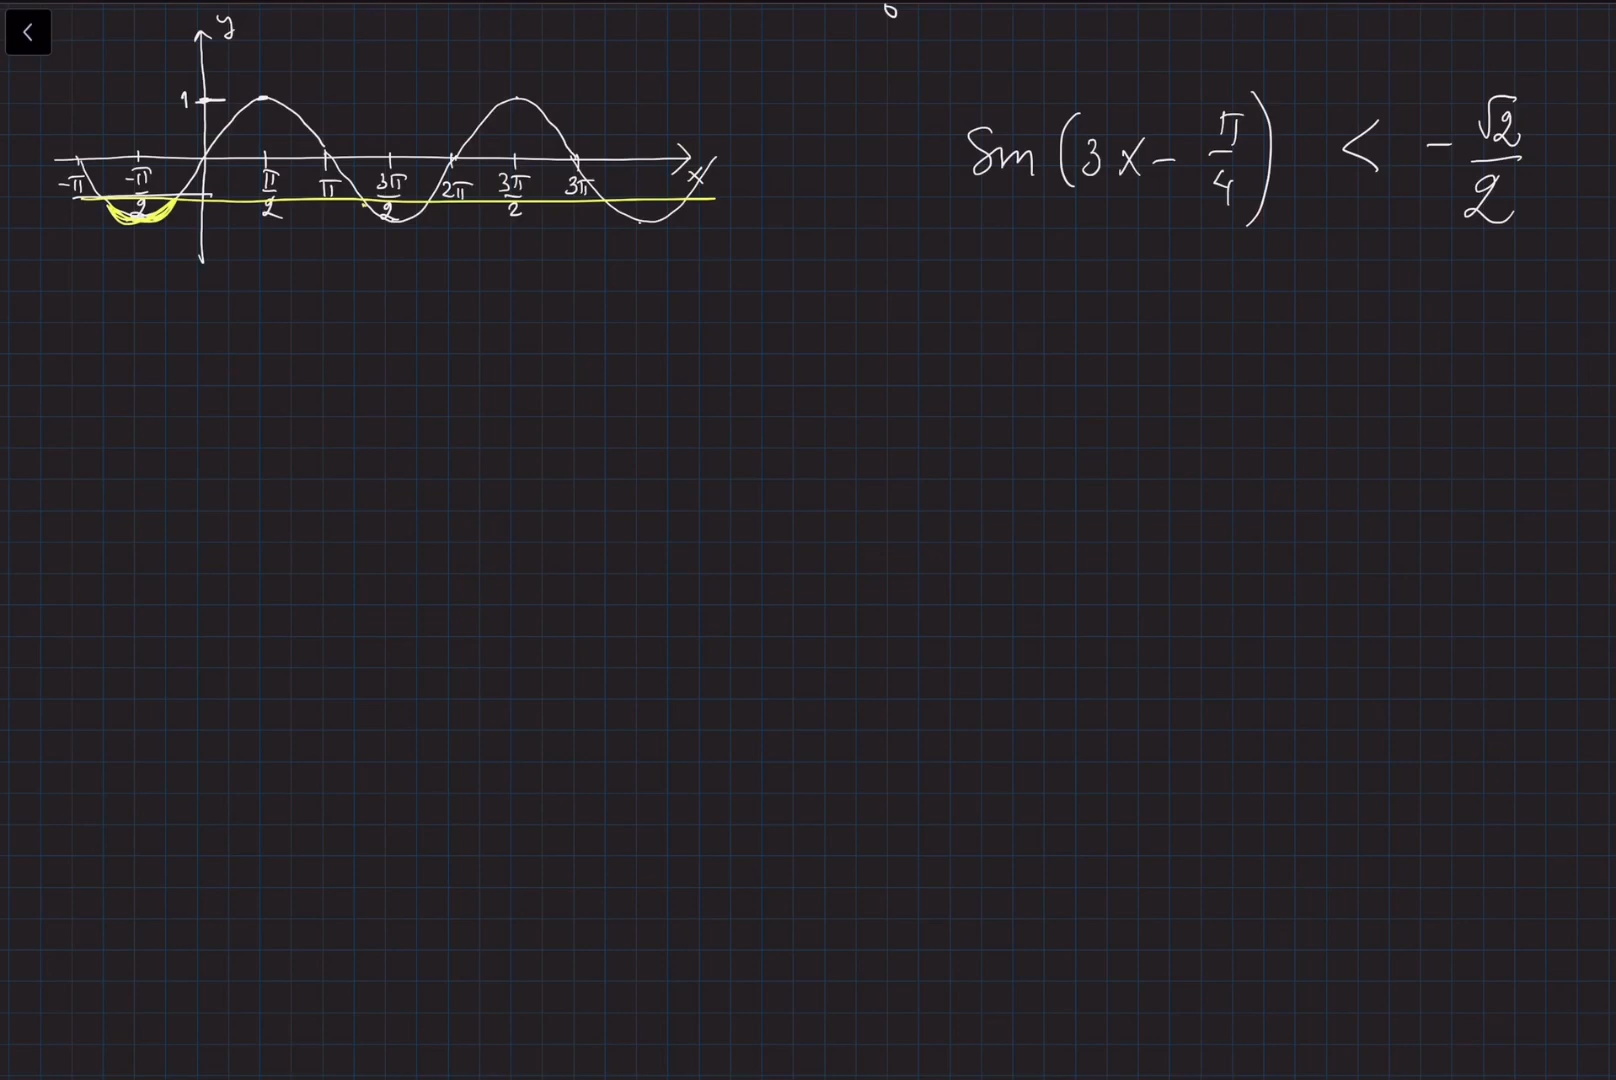 y
1
-π -π/2 π/2 π 3π/2 2π 3π/2 3π x
Sin (3x - π/4) < - √2/2